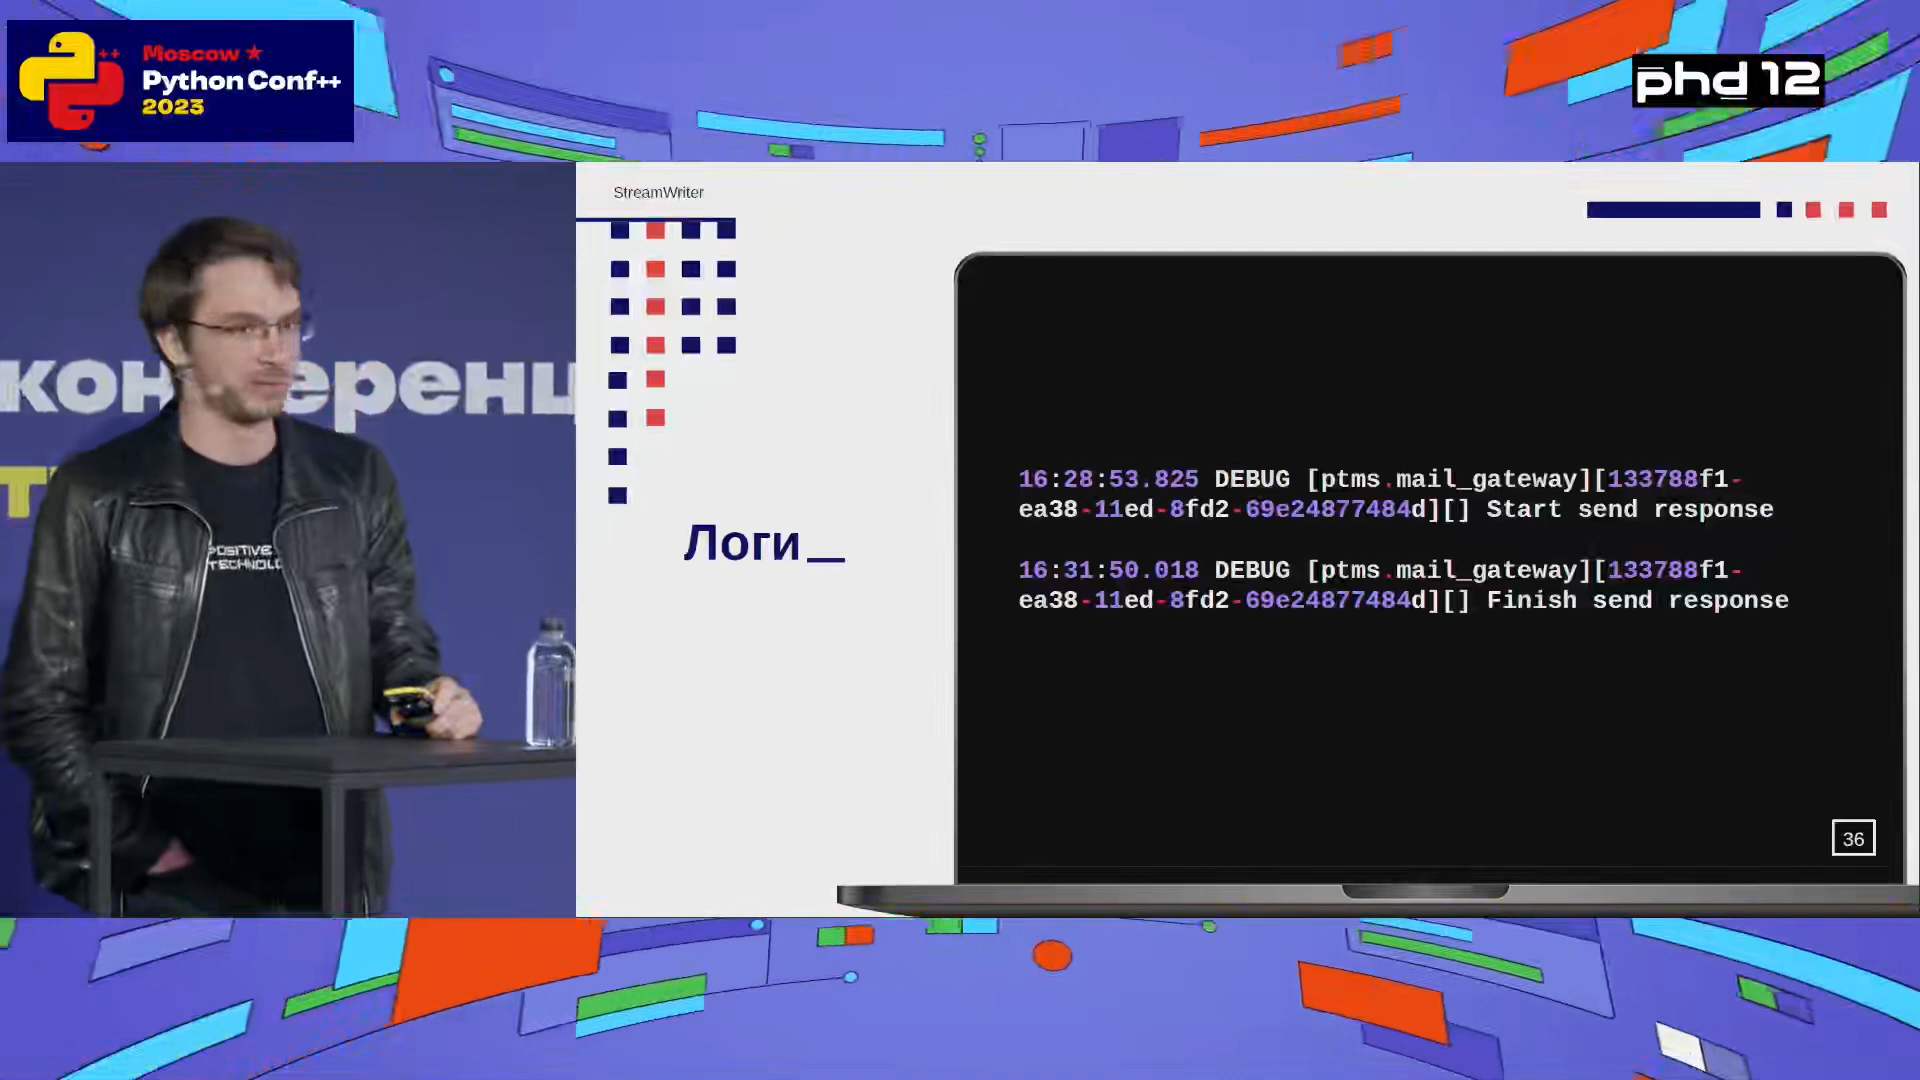 Moscow ★
Python Conf++
2023
++
phd 12
StreamWriter
конференц
POSITIVE
Логи_
16:28:53.825 DEBUG [ptms.mail_gateway][133788f1-
ea38-11ed-8fd2-69e24877484d][] Start send response
16:31:50.018 DEBUG [ptms.mail_gateway][133788f1-
ea38-11ed-8fd2-69e24877484d][] Finish send response
36